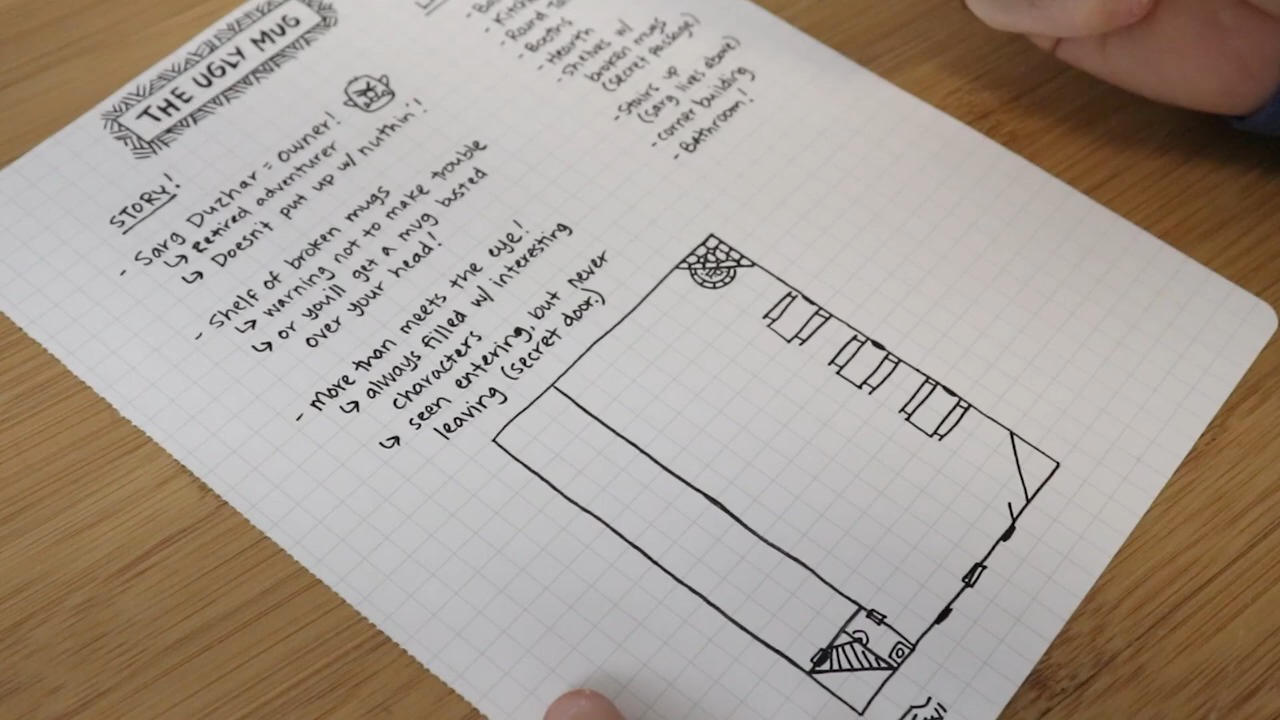 THE UGLY MUG
STORY!
- Sarg Duzhar = owner!
↳ Retired adventurer
↳ Doesn't put up w/ nuthin'!
- Shelf of broken mugs
↳ warning not to make trouble
↳ or you'll get a mug busted
over your head!
- More than meets the eye!
↳ always filled w/ interesting
characters
↳ seen entering, but never
leaving (secret door.)
- Booths
- Hearth
- shelves w/
broken mugs
(secret passage)
- Stairs up
(sarg lives above)
- corner building
- Bathroom!